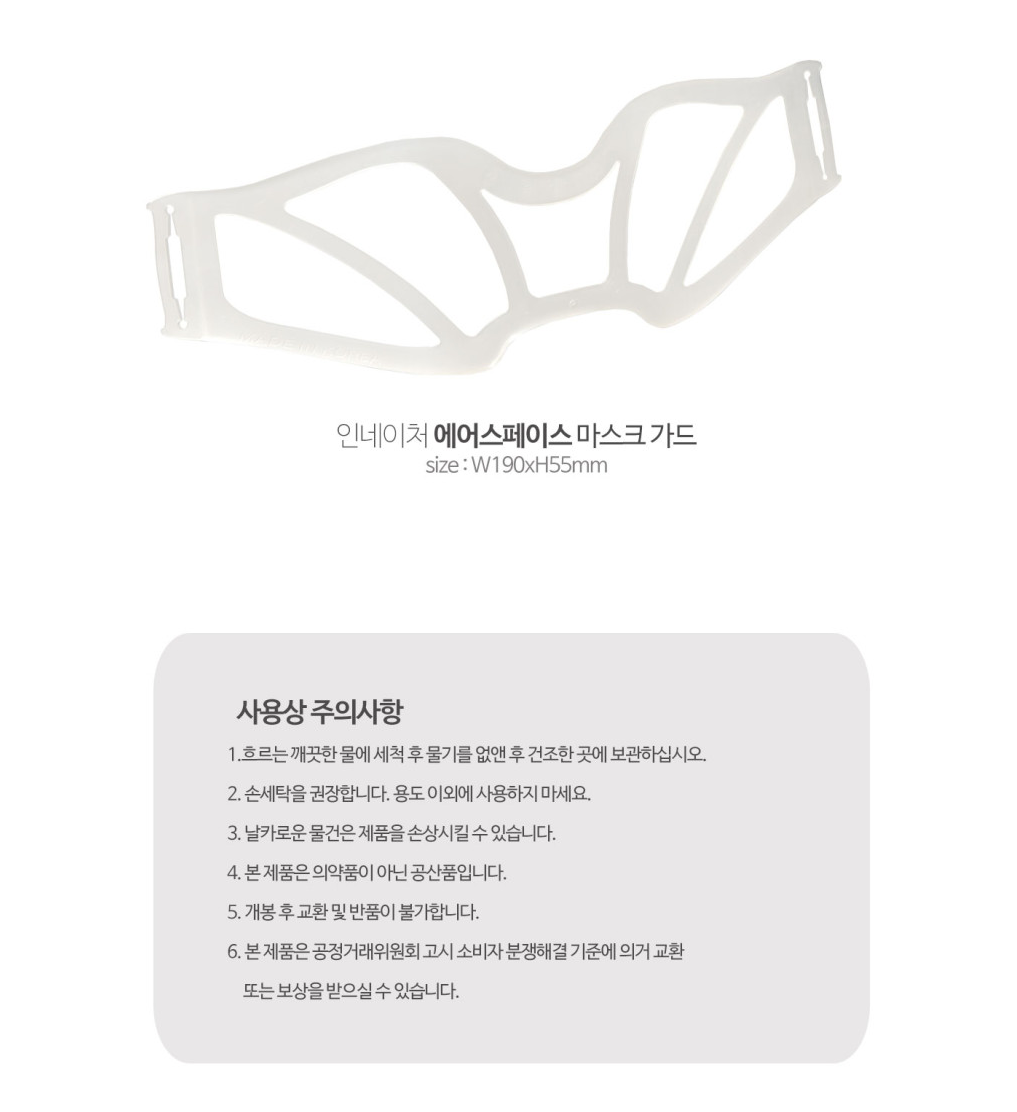 인네이처 에어스페이스 마스크 가드
size : W190xH55mm
사용상 주의사항
1.흐르는 깨끗한 물에 세척 후 물기를 없앤 후 건조한 곳에 보관하십시오.
2. 손세탁을 권장합니다. 용도 이외에 사용하지 마세요.
3. 날카로운 물건은 제품을 손상시킬 수 있습니다.
4. 본 제품은 의약품이 아닌 공산품입니다.
5. 개봉 후 교환 및 반품이 불가합니다.
6. 본 제품은 공정거래위원회 고시 소비자 분쟁해결 기준에 의거 교환
또는 보상을 받으실 수 있습니다.